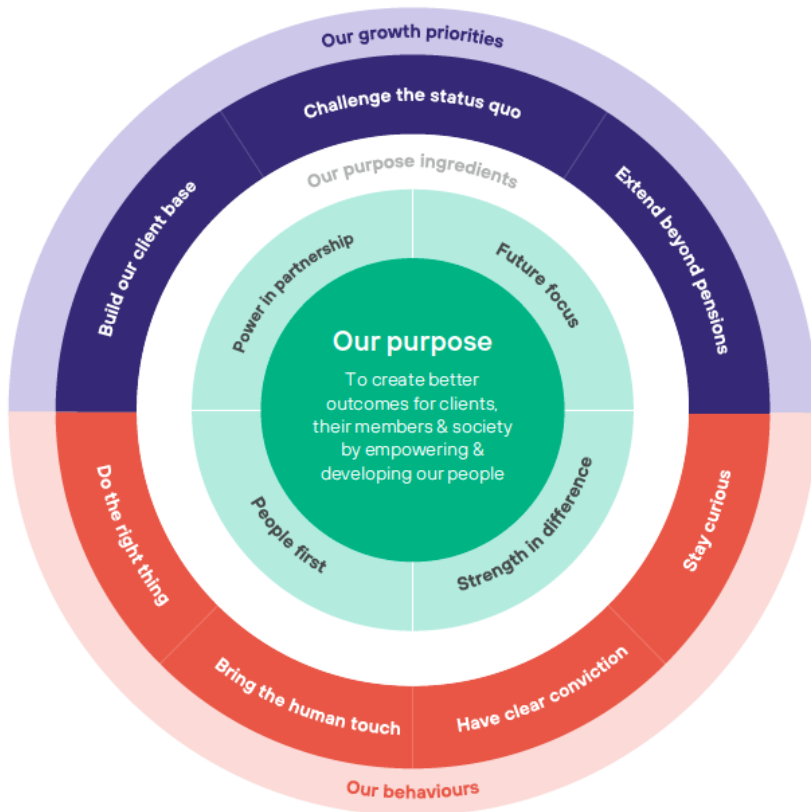 Our growth priorities
Challenge the status quo
Build our client base
Extend beyond pensions
Our purpose ingredients
Power in partnership
Future focus
Our purpose
To create better
outcomes for clients,
their members & society
by empowering &
developing our people
People first
Strength in difference
Do the right thing
Stay curious
Bring the human touch
Have clear conviction
Our behaviours